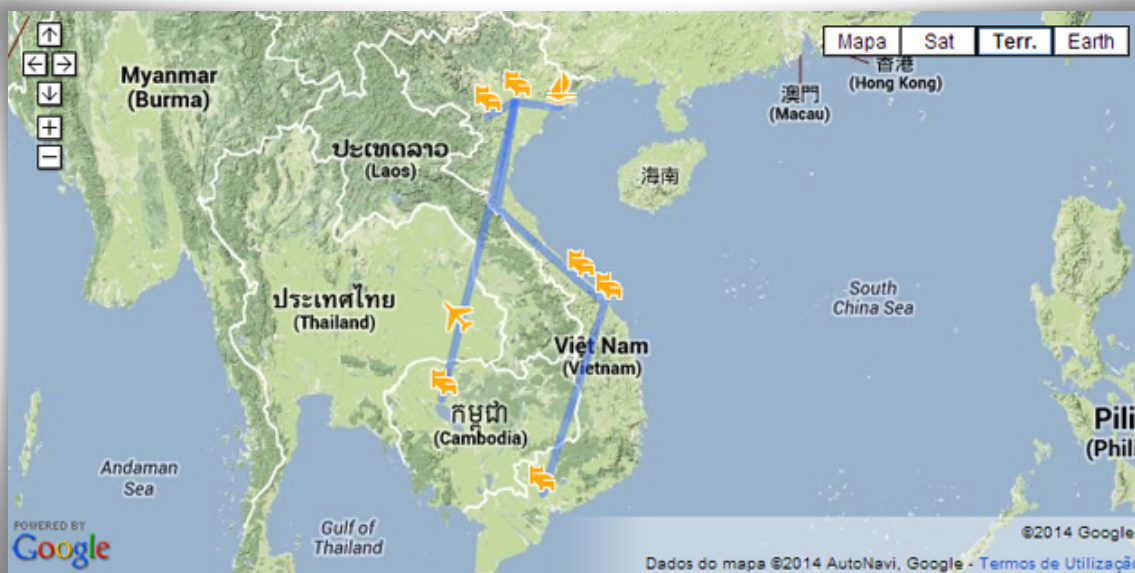 Mapa
Sat
Terr.
Earth
香港
(Hong Kong)
澳門
(Macau)
Myanmar
(Burma)
ປະເທດລາວ
(Laos)
海南
ประเทศไทย
(Thailand)
South
China Sea
Việt Nam
(Vietnam)
កម្ពុជា
(Cambodia)
Pili
(Phili
Andaman
Sea
Gulf of
Thailand
POWERED BY
Google
©2014 Google
Dados do mapa ©2014 AutoNavi, Google - Termos de Utilização